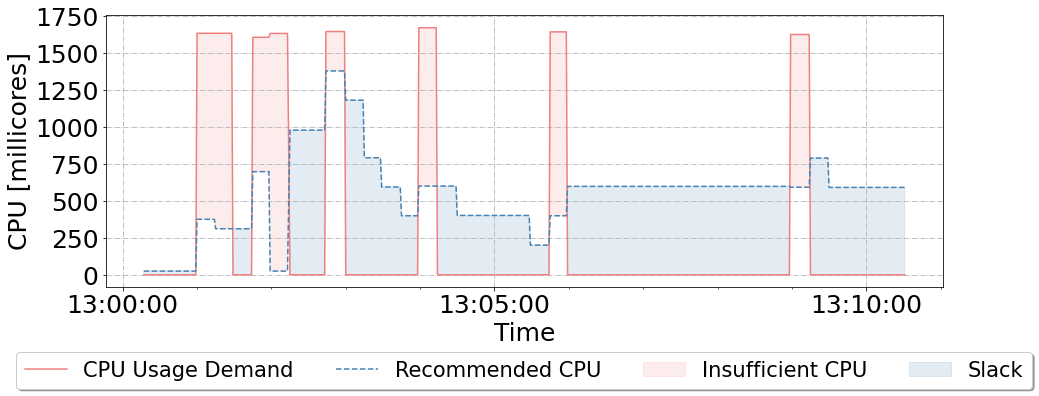 CPU [millicores]
1750
1500
1250
1000
750
500
250
0
13:00:00 13:05:00 13:10:00
Time
CPU Usage Demand Recommended CPU Insufficient CPU Slack